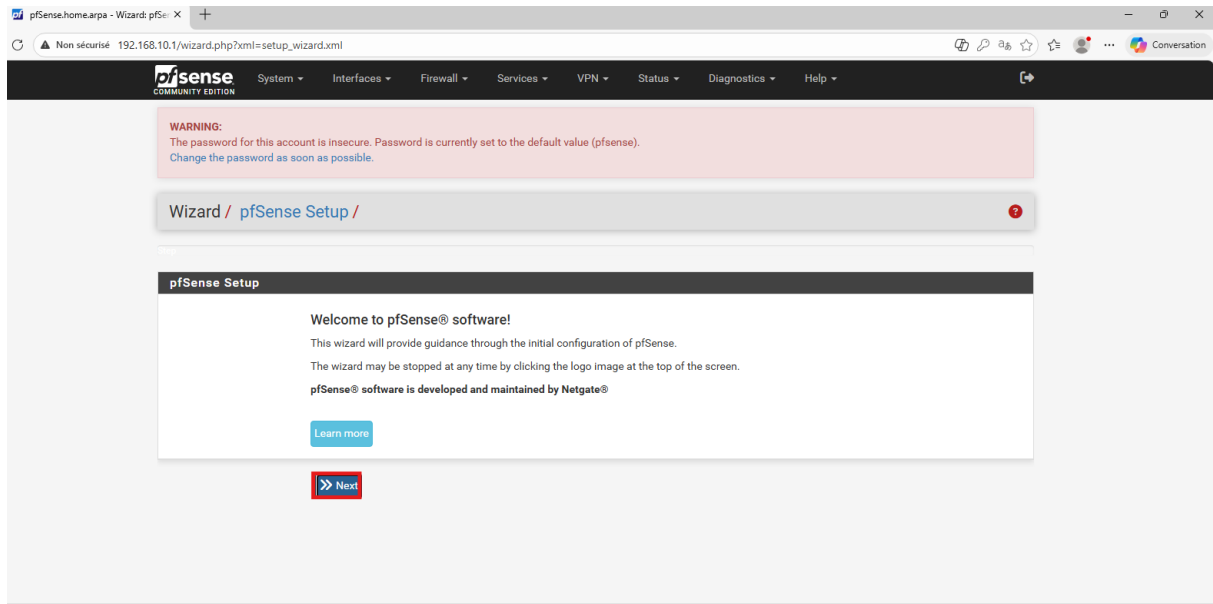 pfSense.home.arpa - Wizard: pfSer
Non sécurisé 192.168.10.1/wizard.php?xml=setup_wizard.xml
Conversation
pfsense
COMMUNITY EDITION
System Interfaces Firewall Services VPN Status Diagnostics Help
WARNING:
The password for this account is insecure. Password is currently set to the default value (pfsense).
Change the password as soon as possible.
Wizard / pfSense Setup /
pfSense Setup
Welcome to pfSense® software!
This wizard will provide guidance through the initial configuration of pfSense.
The wizard may be stopped at any time by clicking the logo image at the top of the screen.
pfSense® software is developed and maintained by Netgate®
Learn more
Next